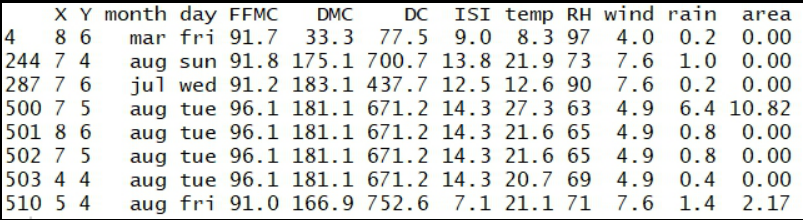 X Y month day FFMC DMC DC ISI temp RH wind rain area
4 8 6 mar fri 91.7 33.3 77.5 9.0 8.3 97 4.0 0.2 0.00
244 7 4 aug sun 91.8 175.1 700.7 13.8 21.9 73 7.6 1.0 0.00
287 7 6 jul wed 91.2 183.1 437.7 12.5 12.6 90 7.6 0.2 0.00
500 7 5 aug tue 96.1 181.1 671.2 14.3 27.3 63 4.9 6.4 10.82
501 8 6 aug tue 96.1 181.1 671.2 14.3 21.6 65 4.9 0.8 0.00
502 7 5 aug tue 96.1 181.1 671.2 14.3 21.6 65 4.9 0.8 0.00
503 4 4 aug tue 96.1 181.1 671.2 14.3 20.7 69 4.9 0.4 0.00
510 5 4 aug fri 91.0 166.9 752.6 7.1 21.1 71 7.6 1.4 2.17